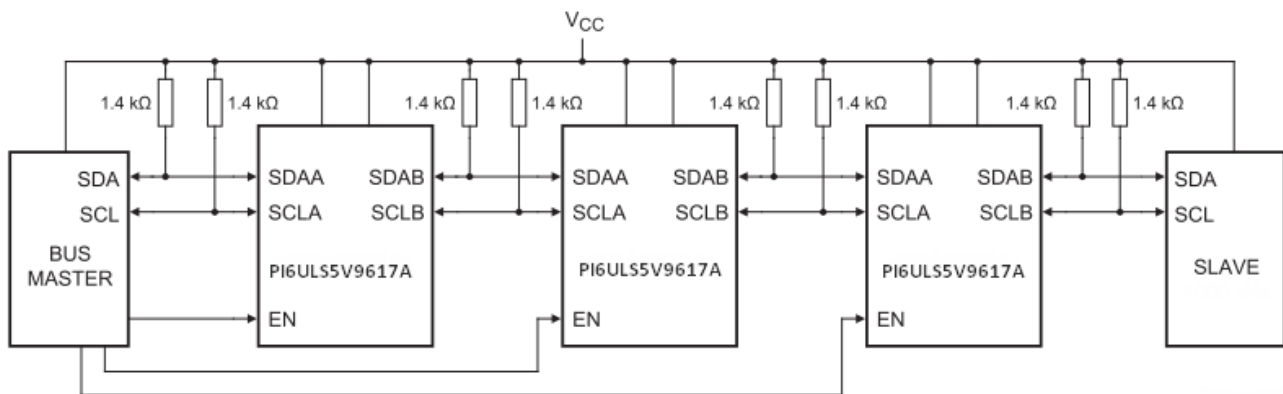 VCC
1.4 kΩ 1.4 kΩ 1.4 kΩ 1.4 kΩ 1.4 kΩ 1.4 kΩ 1.4 kΩ 1.4 kΩ
SDA SDAA SDAB SDAA SDAB SDAA SDAB SDA
SCL SCLA SCLB SCLA SCLB SCLA SCLB SCL
BUS
MASTER
PI6ULS5V9617A PI6ULS5V9617A PI6ULS5V9617A
SLAVE
EN EN EN